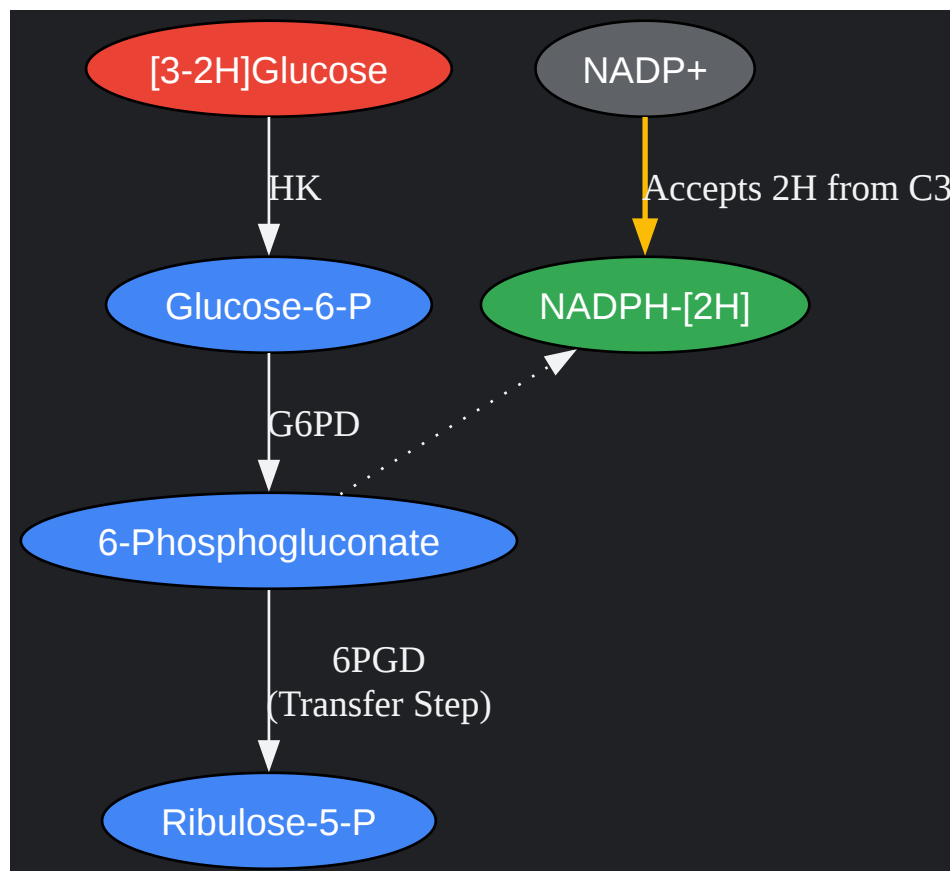 [3-2H]Glucose
NADP+
HK
Accepts 2H from C3
Glucose-6-P
NADPH-[2H]
G6PD
6-Phosphogluconate
6PGD
(Transfer Step)
Ribulose-5-P